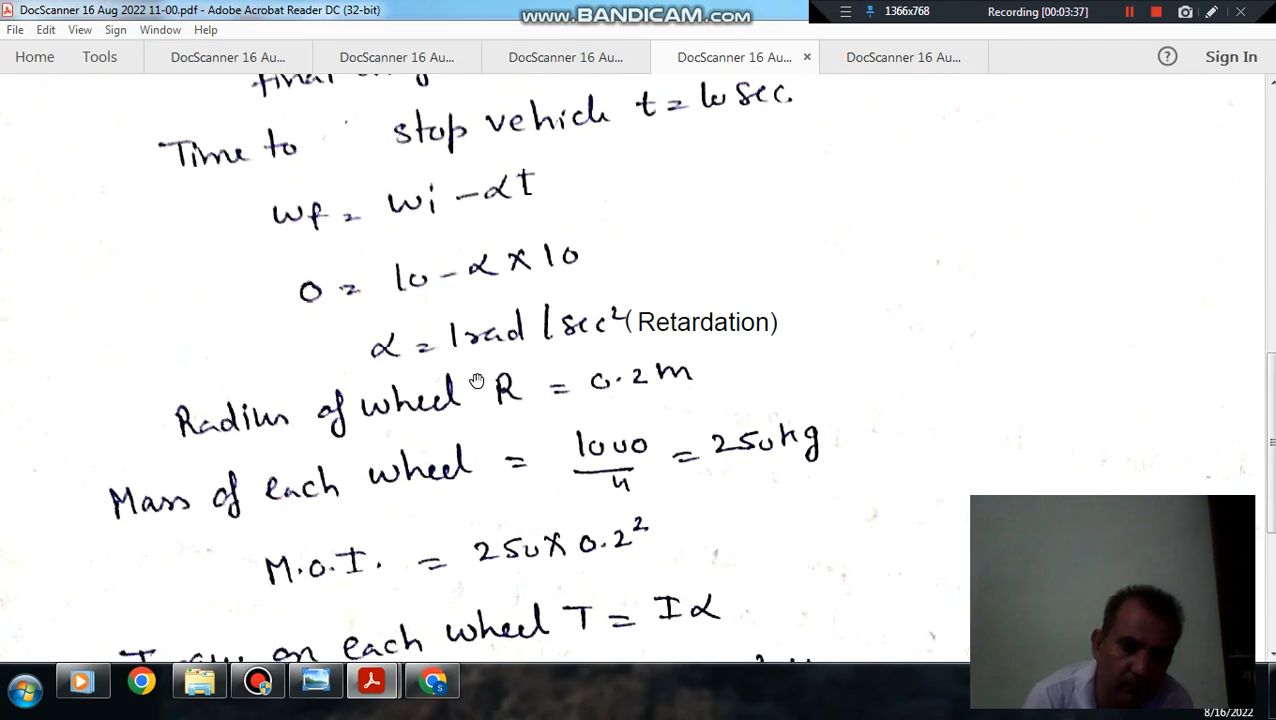 DocScanner 16 Aug 2022 11-00.pdf - Adobe Acrobat Reader DC (32-bit)
www.BANDICAM.com
1366x768
Recording [00:03:37]
File Edit View Sign Window Help
Home Tools DocScanner 16 Au... DocScanner 16 Au... DocScanner 16 Au... DocScanner 16 Au... × DocScanner 16 Au... Sign In
final
Time to stop vehicle t = 10 sec.
wf = wi - αt
0 = 10 - α × 10
α = 1 rad / sec² (Retardation)
Radius of wheel R = 0.2 m
Mass of each wheel = 1000/4 = 250 kg
M.O.I. = 250 × 0.2²
on each wheel T = Iα
8/16/2022